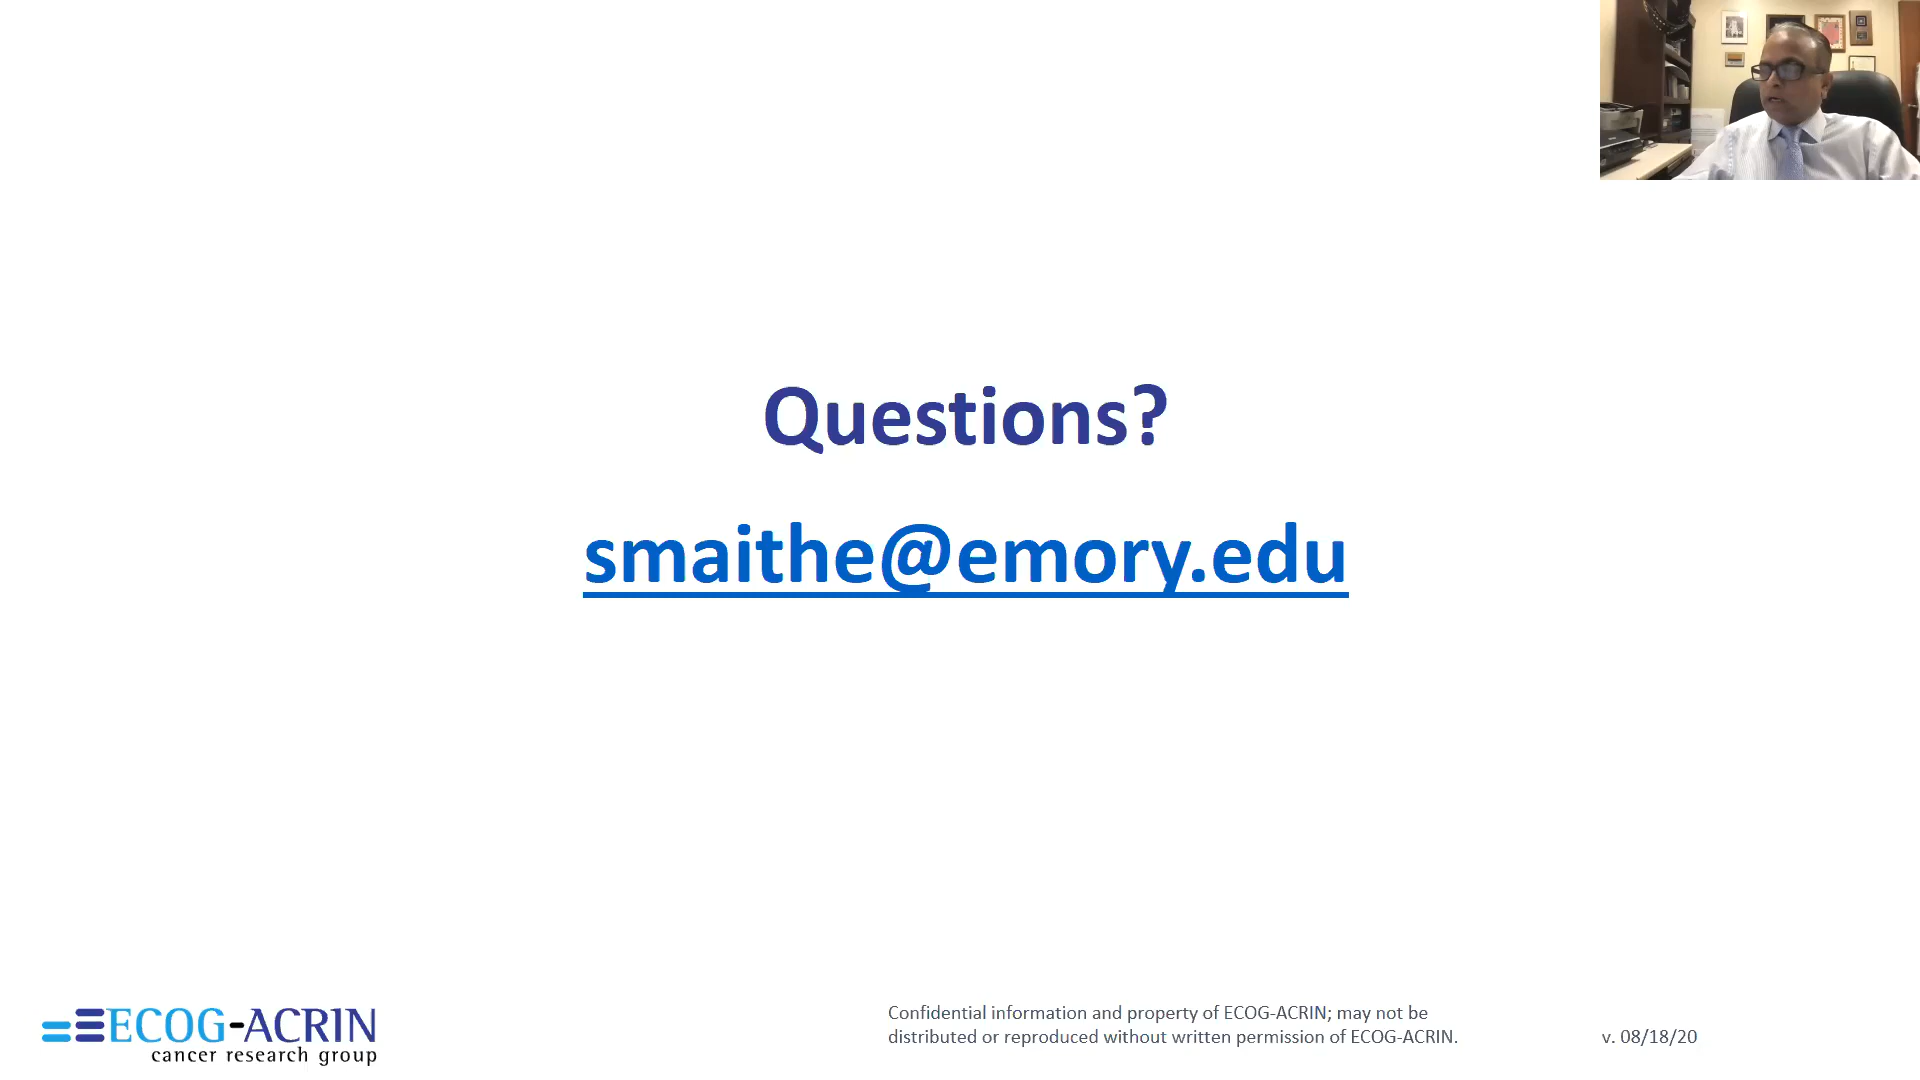 Questions?
smaithe@emory.edu
ECOG-ACRIN
cancer research group
Confidential information and property of ECOG-ACRIN; may not be
distributed or reproduced without written permission of ECOG-ACRIN.
v. 08/18/20